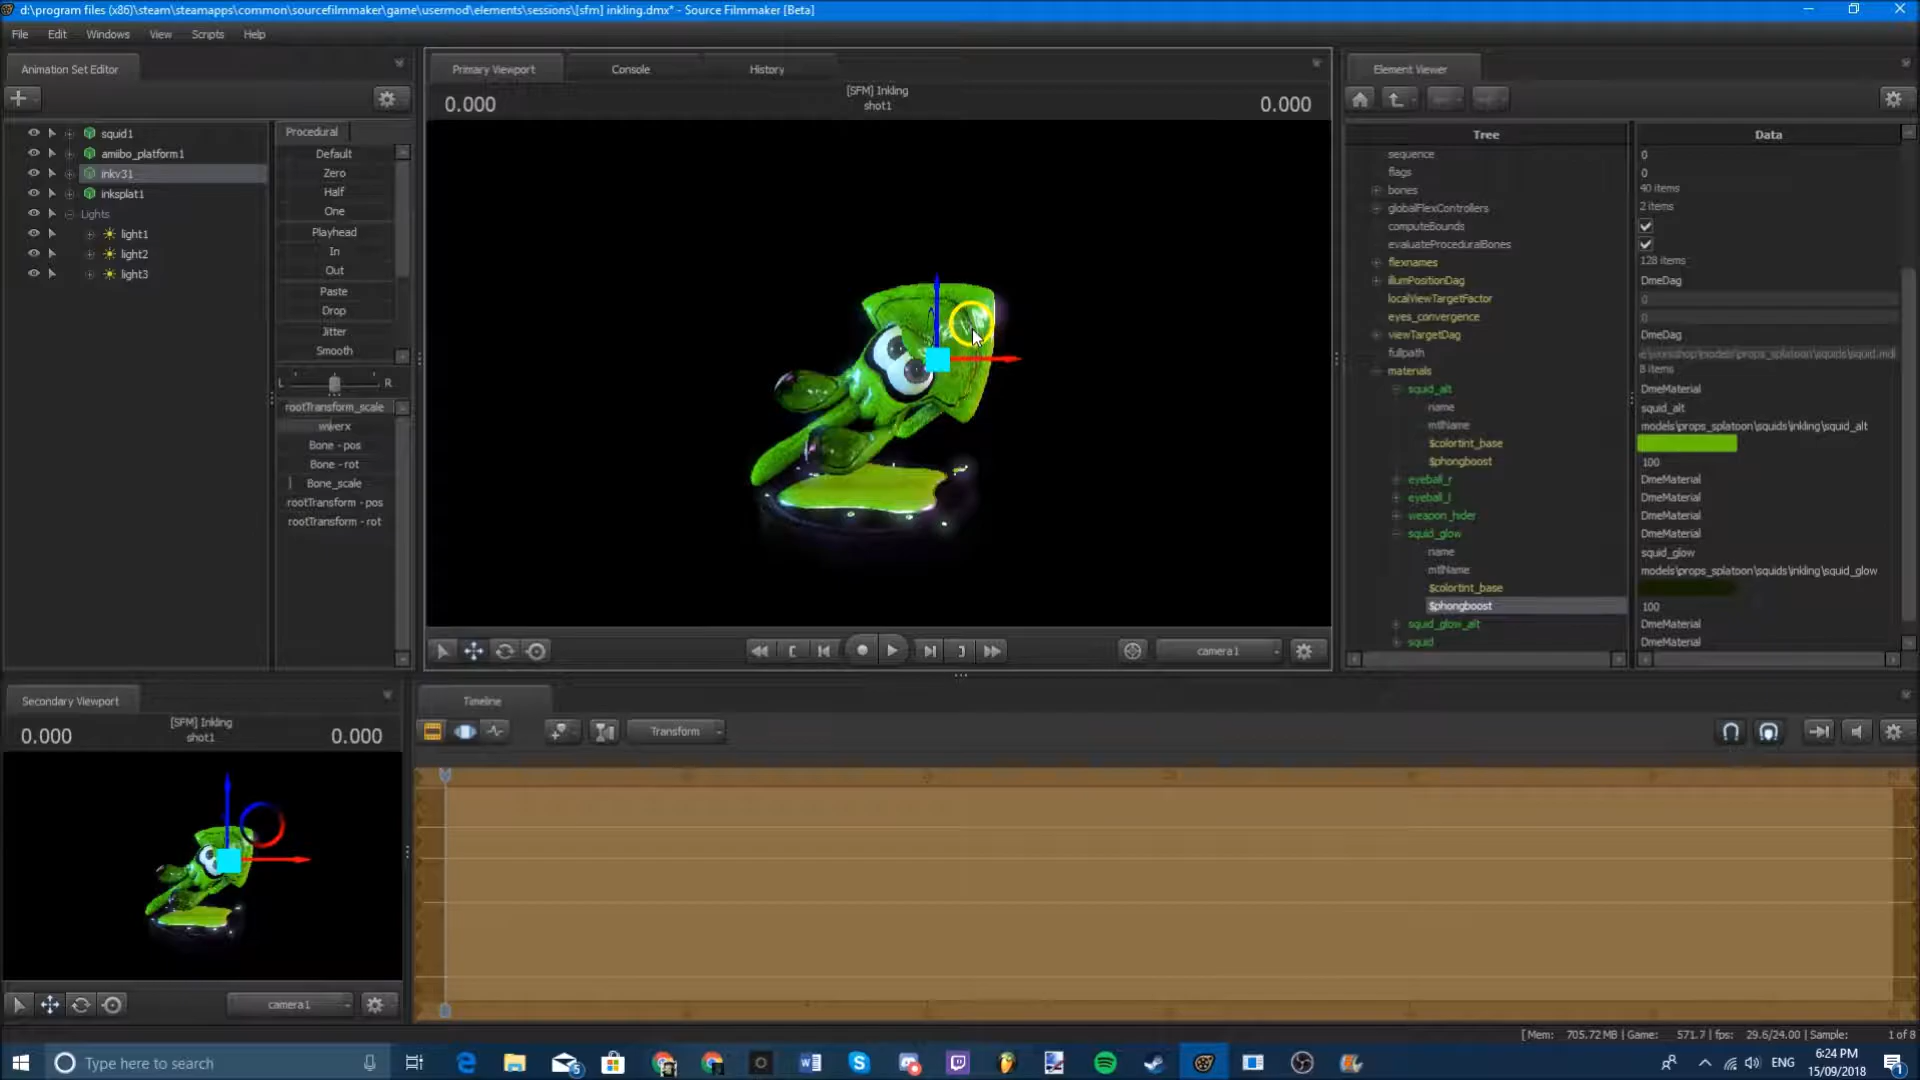 d:\program files (x86)\steam\steamapps\common\sourcefilmmaker\game\usermod\elements\sessions\[sfm] inkling.dmx* - Source Filmmaker [Beta]
File Edit Windows View Scripts Help
Animation Set Editor
squid1
amiibo_platform1
inkv31
inksplat1
Lights
light1
light2
light3
Procedural
Default
Zero
Half
One
Playhead
In
Out
Paste
Drop
Jitter
Smooth
L R
rootTransform_scale
Bone - pos
Bone - rot
Bone_scale
rootTransform - pos
rootTransform - rot
Primary Viewport Console History
0.000 [SFM] Inkling 0.000
shot1
camera1
Element Viewer
Tree Data
sequence 0
flags 0
bones 40 items
globalFlexControllers 2 items
computeBounds
evaluateProceduralBones
flexnames 128 items
illumPositionDag DmeDag
localViewTargetFactor 0
eyes_convergence 0
viewTargetDag DmeDag
fullpath e\workshop\models\props_splatoon\squids\squid.mdl
materials 8 items
squid_alt DmeMaterial
name squid_alt
mtlName models\props_splatoon\squids\inkling\squid_alt
$colortint_base
$phongboost 100
eyeball_r DmeMaterial
eyeball_l DmeMaterial
weapon_hider DmeMaterial
squid_glow DmeMaterial
name squid_glow
mtlName models\props_splatoon\squids\inkling\squid_glow
$colortint_base
$phongboost 100
squid_glow_alt DmeMaterial
squid DmeMaterial
Secondary Viewport
0.000 [SFM] Inkling 0.000
shot1
camera1
Timeline
Transform
[ Mem: 705.72 MB | Game: 571.7 | fps: 29.6/24.00 | Sample: 1 of 8
Type here to search
ENG
6:24 PM
15/09/2018